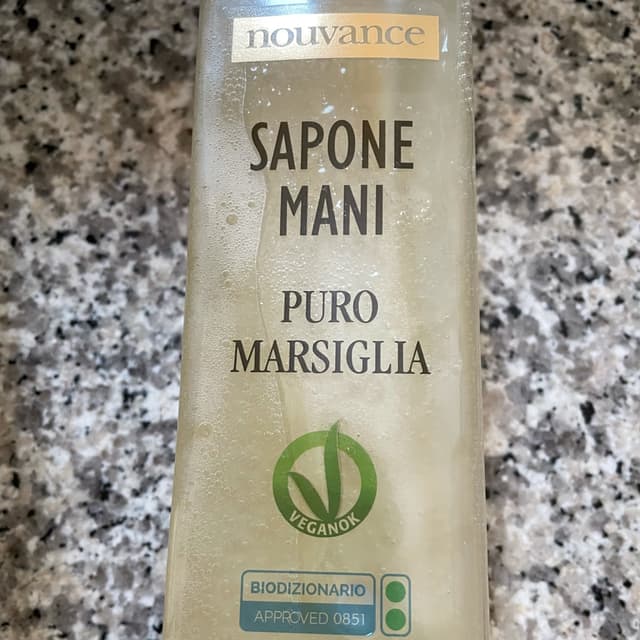 nouvance
SAPONE
MANI
PURO
MARSIGLIA
VEGANOK
BIODIZIONARIO
APPROVED 0851